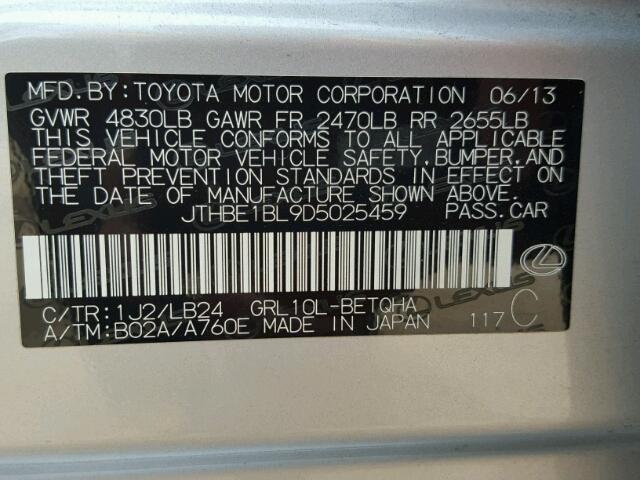 MFD. BY: TOYOTA MOTOR CORPORATION 06/13
GVWR 4830LB GAWR FR 2470LB RR 2655LB
THIS VEHICLE CONFORMS TO ALL APPLICABLE
FEDERAL MOTOR VEHICLE SAFETY, BUMPER, AND
THEFT PREVENTION STANDARDS IN EFFECT ON
THE DATE OF MANUFACTURE SHOWN ABOVE.
JTHBE1BL9D5025459 PASS. CAR
C/TR: 1J2/LB24 GRL10L-BETQHA
A/TM: B02A/A760E MADE IN JAPAN 117 C
LEXUS